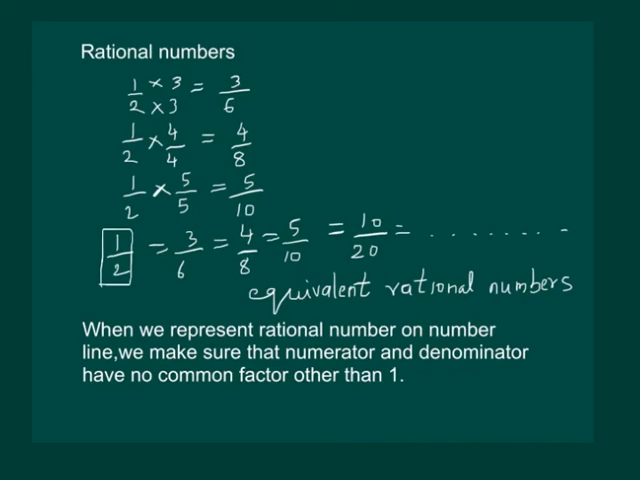 Rational numbers
1/2 × 3/× 3 = 3/6
1/2 × 4/4 = 4/8
1/2 × 5/5 = 5/10
1/2 = 3/6 = 4/8 = 5/10 = 10/20 = . . . . . . . .
equivalent rational numbers
When we represent rational number on number
line,we make sure that numerator and denominator
have no common factor other than 1.